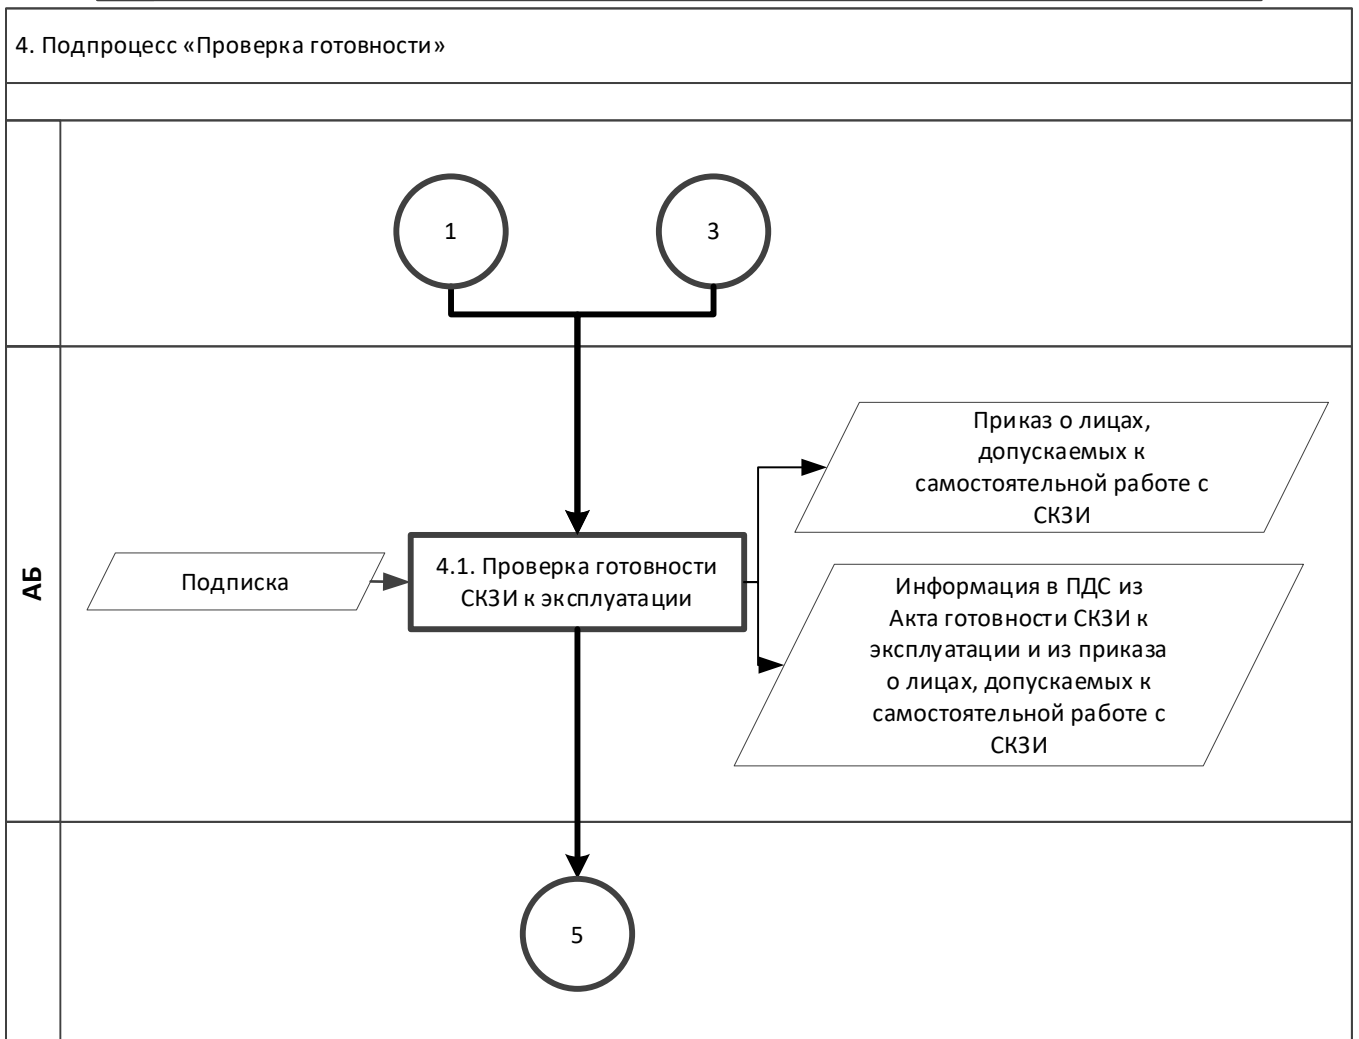 4. Подпроцесс «Проверка готовности»
1
3
Приказ о лицах,
допускаемых к
самостоятельной работе с
СКЗИ
АБ
Подписка
4.1. Проверка готовности
СКЗИ к эксплуатации
Информация в ПДС из
Акта готовности СКЗИ к
эксплуатации и из приказа
о лицах, допускаемых к
самостоятельной работе с
СКЗИ
5